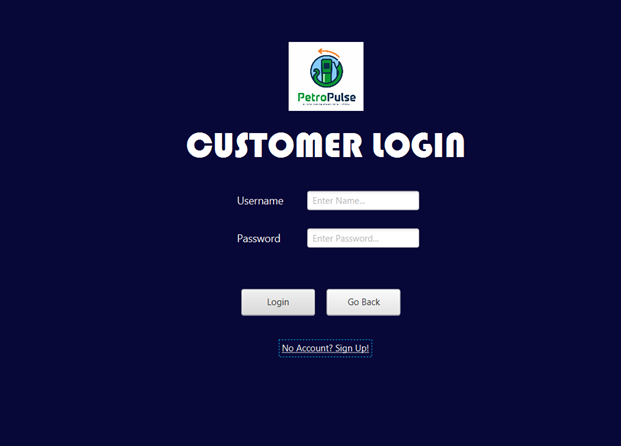 PetroPulse
CUSTOMER LOGIN
Username
Enter Name...
Password
Enter Password...
Login
Go Back
No Account? Sign Up!